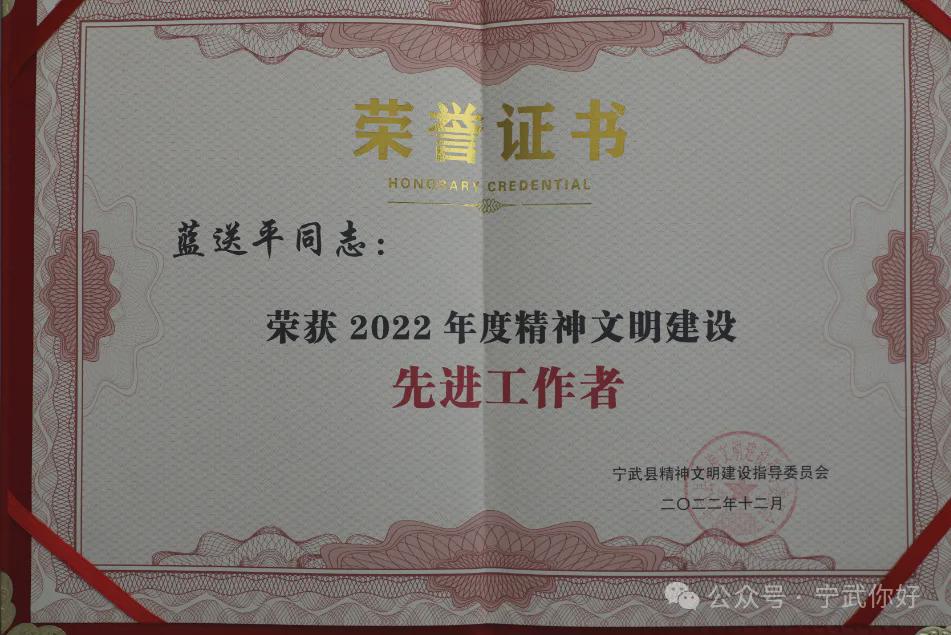 荣誉证书
HONORARY CREDENTIAL
蓝送平同志：
荣获 2022 年度精神文明建设
先进工作者
宁武县精神文明建设指导委员会
二〇二二年十二月
公众号 · 宁武你好